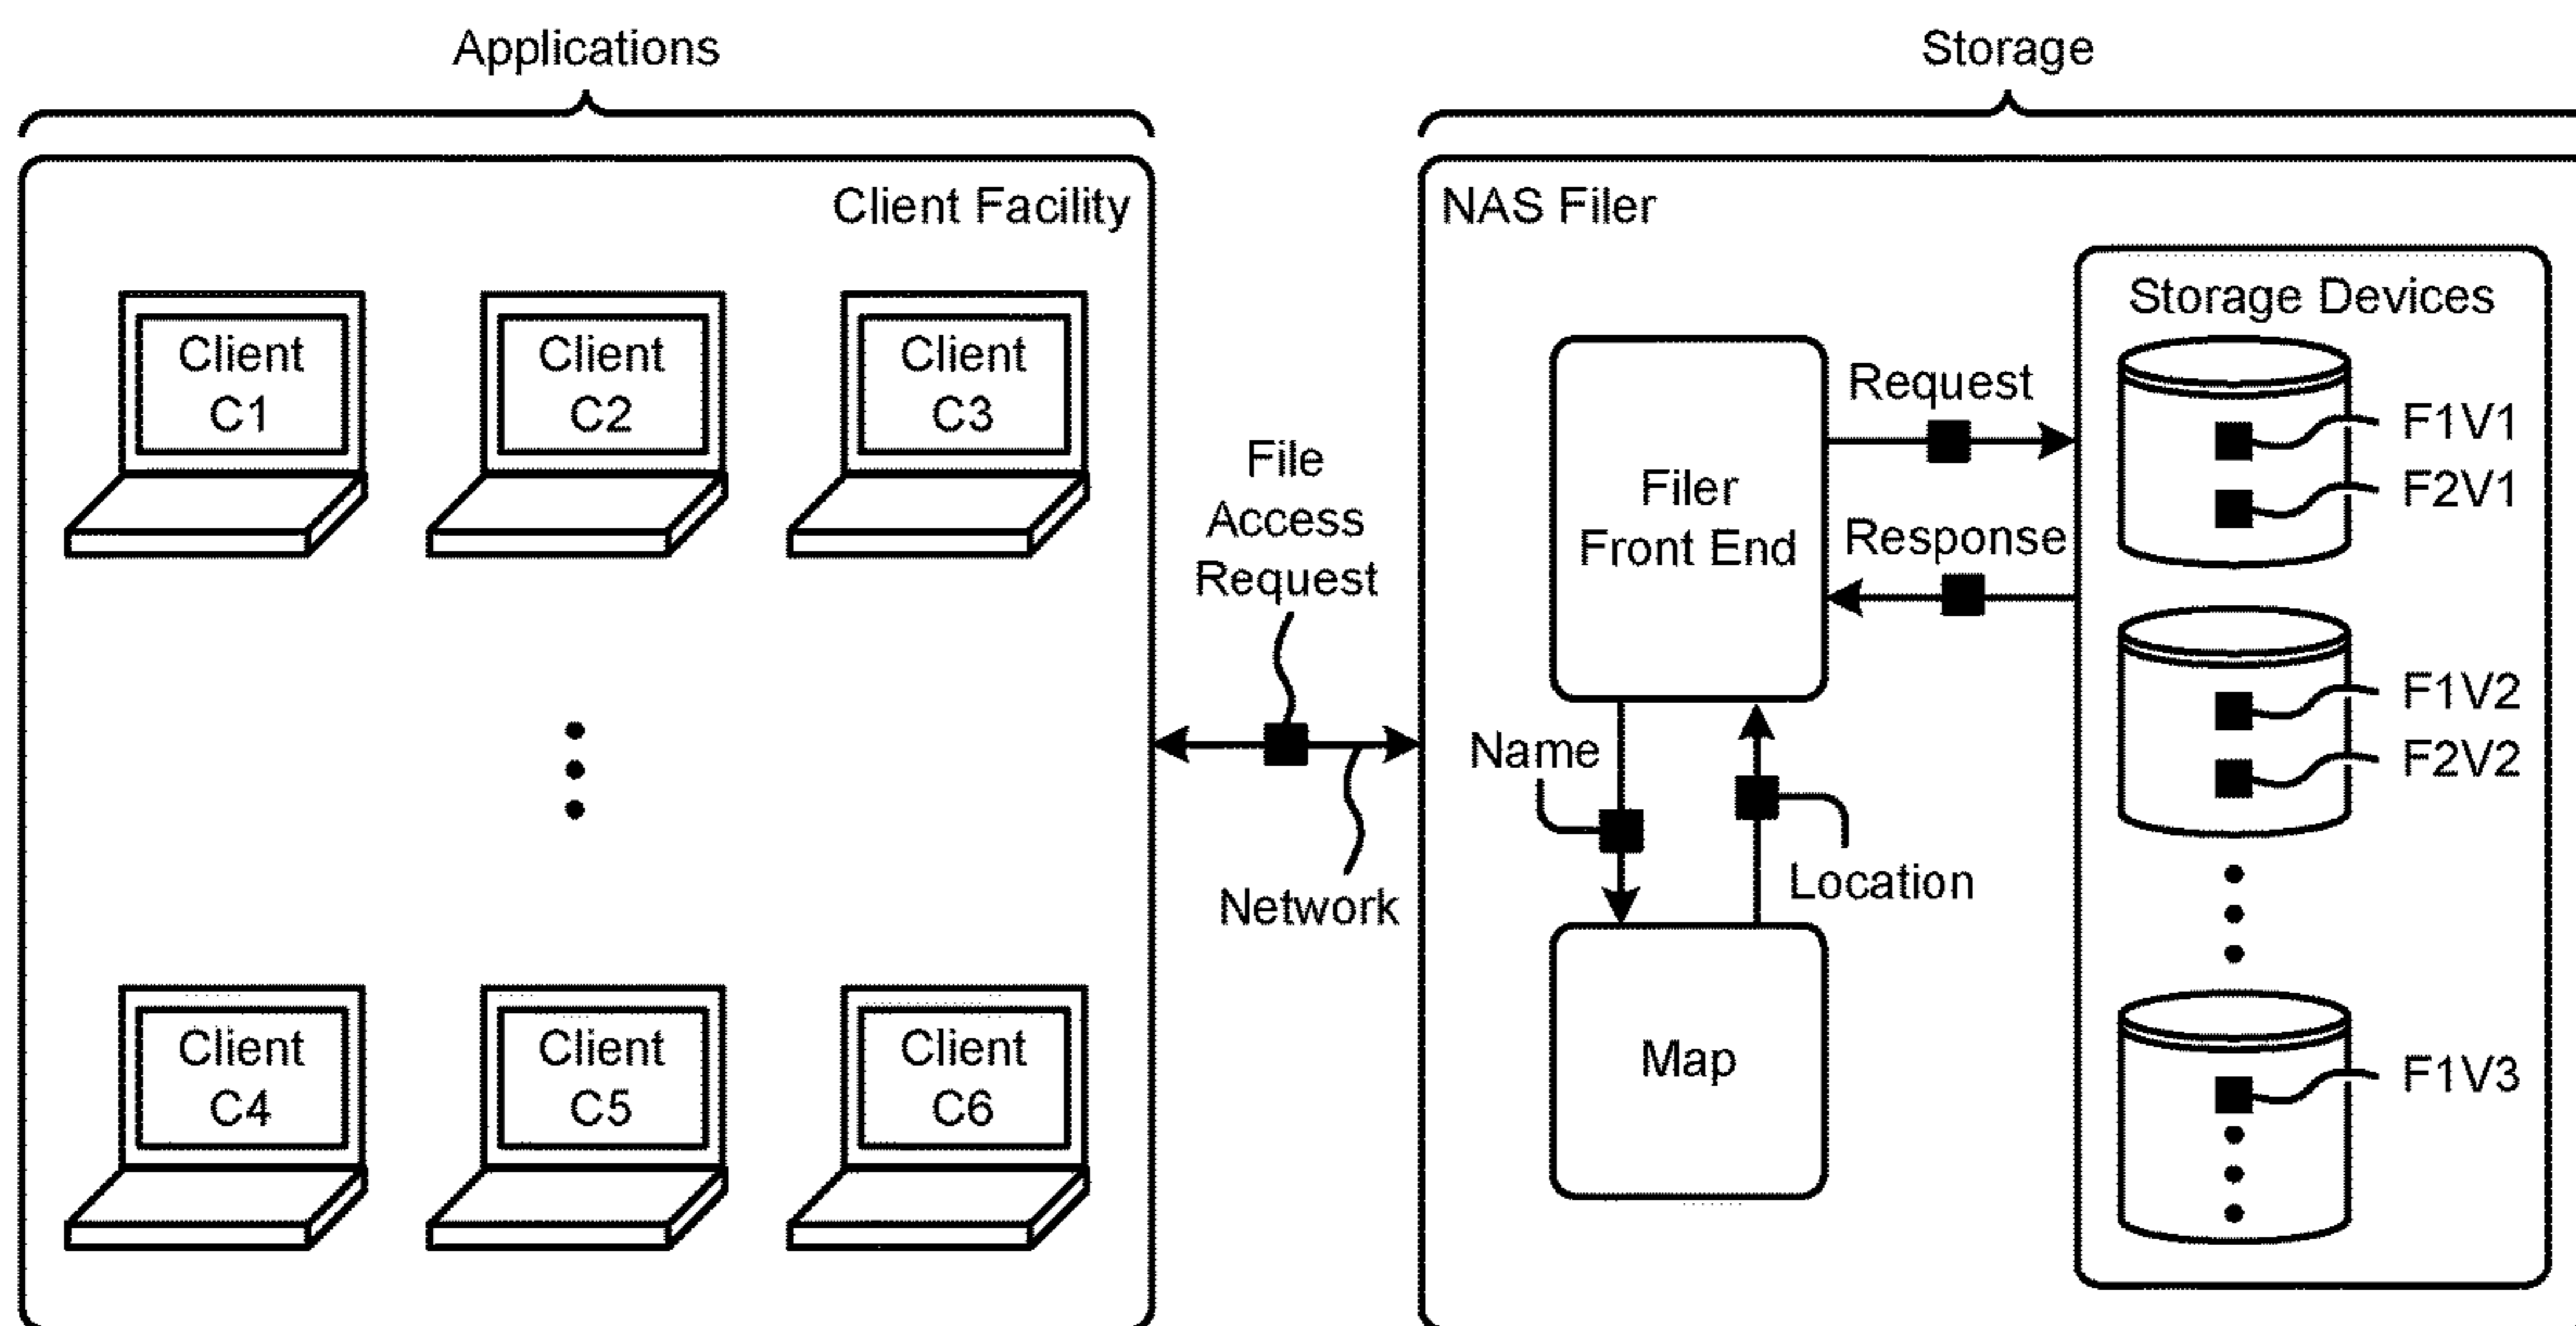 Applications
Storage
Client Facility
NAS Filer
Client
C1
Client
C2
Client
C3
Client
C4
Client
C5
Client
C6
File
Access
Request
Network
Filer
Front End
Request
Response
Name
Location
Map
Storage Devices
F1V1
F2V1
F1V2
F2V2
F1V3